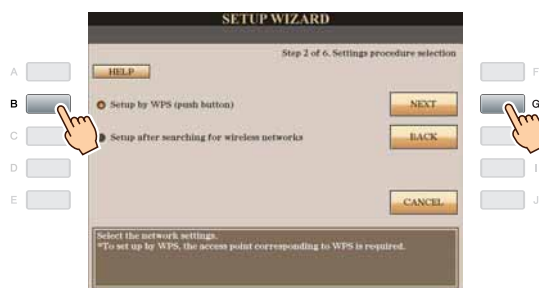 SETUP WIZARD
Step 2 of 6. Settings procedure selection
HELP
A
F
B
Setup by WPS (push button)
NEXT
G
C
Setup after searching for wireless networks
BACK
D
I
E
CANCEL
J
Select the network settings.
*To set up by WPS, the access point corresponding to WPS is required.